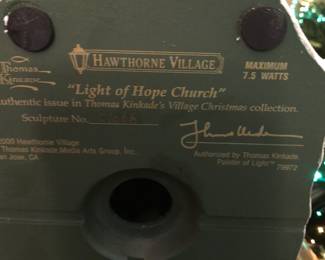 Thomas
Kinkade
HAWTHORNE VILLAGE
MAXIMUM
7.5 WATTS
"Light of Hope Church"
Authentic issue in Thomas Kinkade's Village Christmas collection.
Sculpture No.
2005 Hawthorne Village
Thomas Kinkade, Media Arts Group, Inc.
San Jose, CA
Authorized by Thomas Kinkade,
Painter of Light™
79972